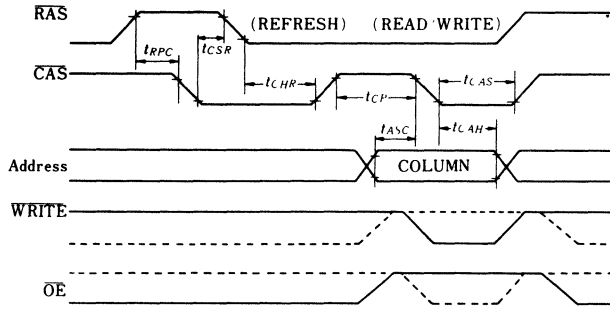 RAS (REFRESH) (READ WRITE)
tRPC tCSR
CAS tCHR tCP tCAS
tASC tCAH
Address COLUMN
WRITE
OE